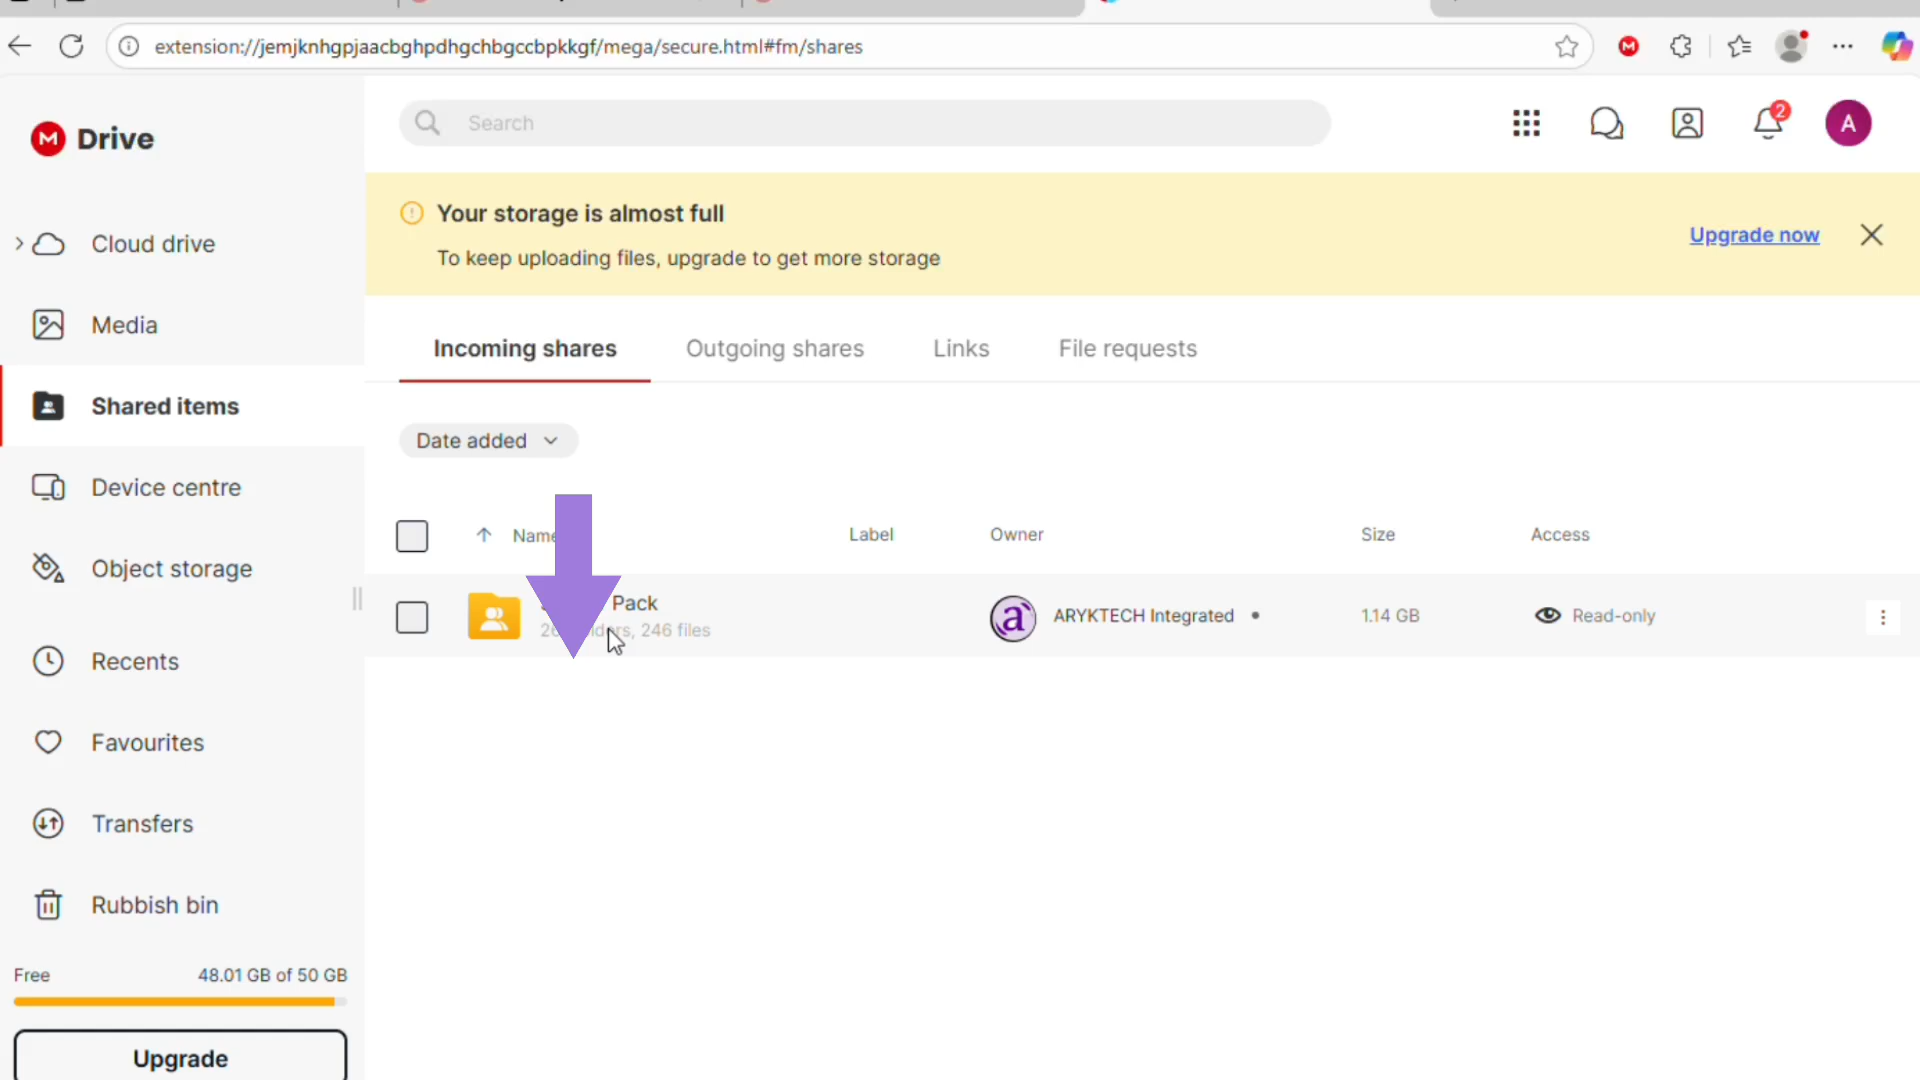 extension://jemjknhgpjaacbghpdhgchbgccbpkkgf/mega/secure.html#fm/shares
M
M Drive
Search
2
A
Your storage is almost full
To keep uploading files, upgrade to get more storage
Upgrade now
Cloud drive
Media
Shared items
Device centre
Object storage
Recents
Favourites
Transfers
Rubbish bin
Free 48.01 GB of 50 GB
Upgrade
Incoming shares Outgoing shares Links File requests
Date added
Name Label Owner Size Access
Pack
246 files
a ARYKTECH Integrated
1.14 GB
Read-only